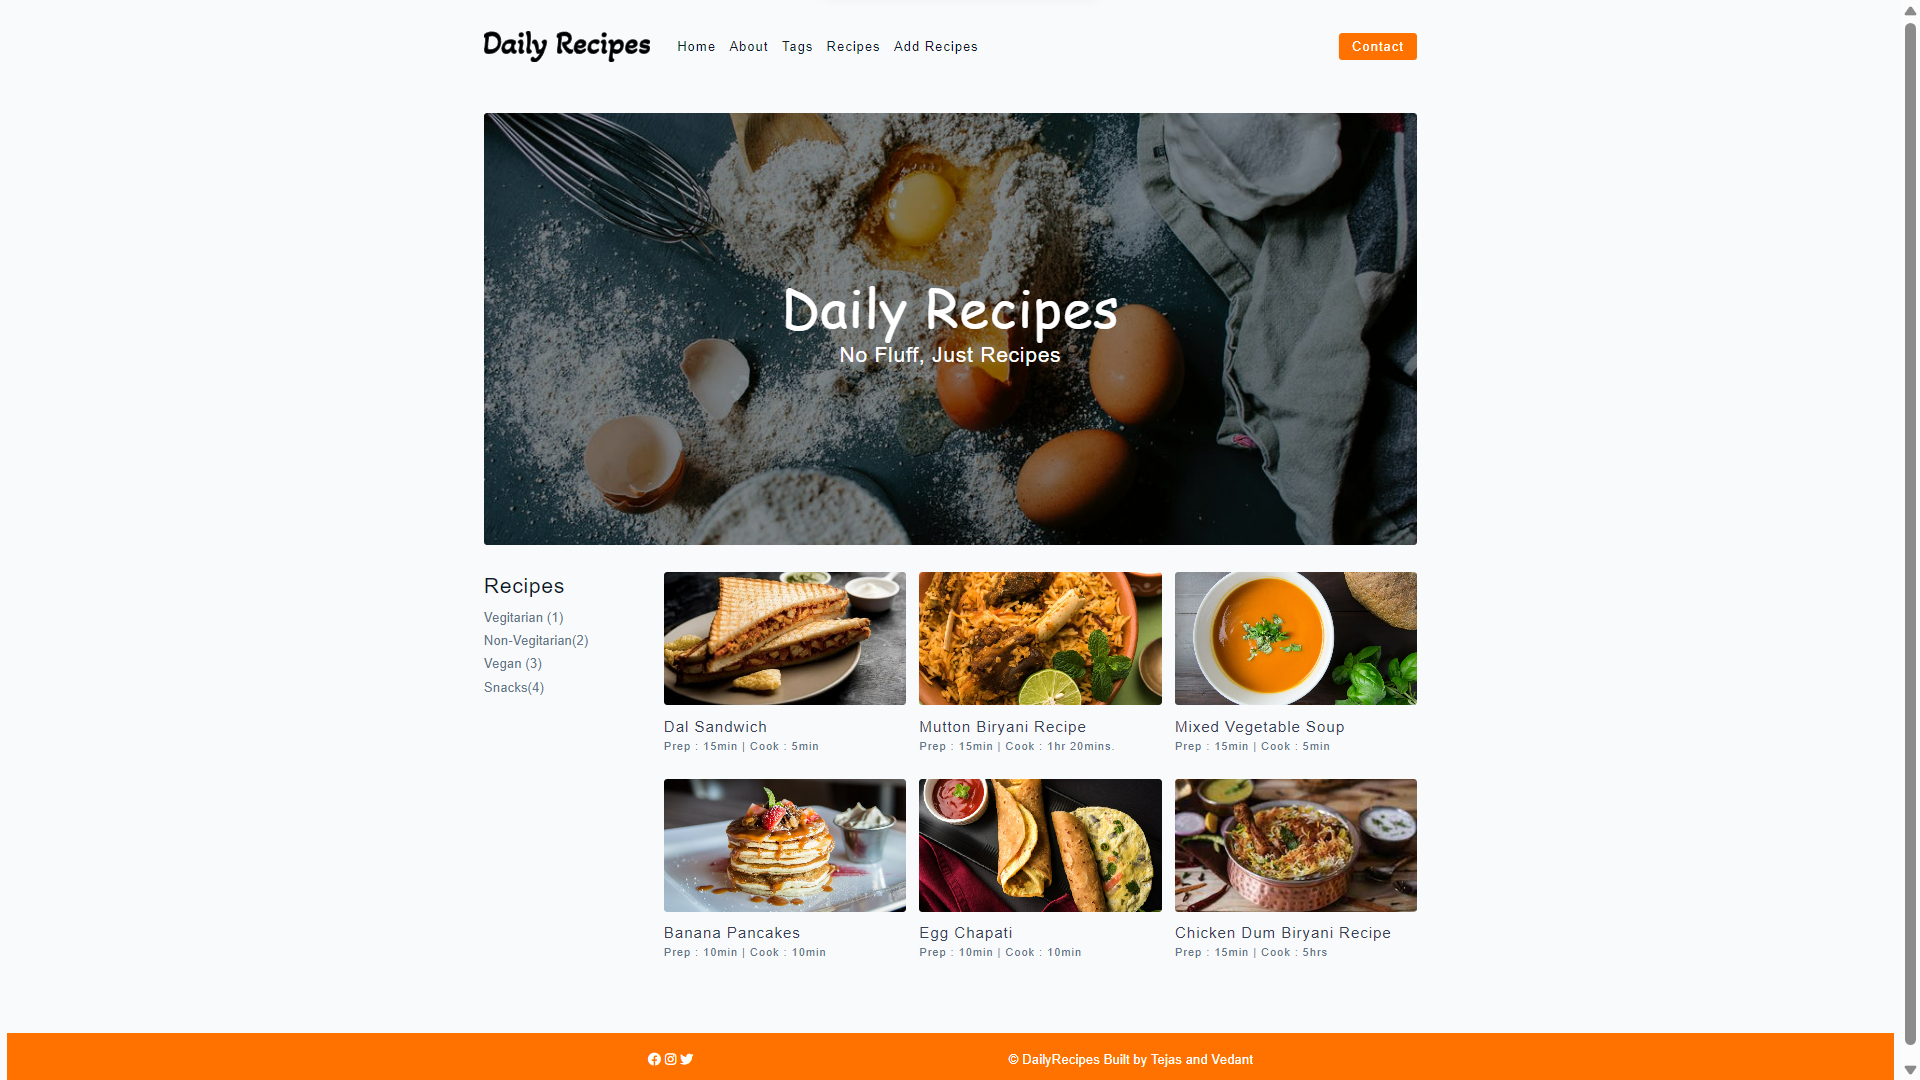 Daily Recipes
Home About Tags Recipes Add Recipes
Contact
Daily Recipes
No Fluff, Just Recipes
Recipes
Vegitarian (1)
Non-Vegitarian(2)
Vegan (3)
Snacks(4)
Dal Sandwich
Prep : 15min | Cook : 5min
Mutton Biryani Recipe
Prep : 15min | Cook : 1hr 20mins.
Mixed Vegetable Soup
Prep : 15min | Cook : 5min
Banana Pancakes
Prep : 10min | Cook : 10min
Egg Chapati
Prep : 10min | Cook : 10min
Chicken Dum Biryani Recipe
Prep : 15min | Cook : 5hrs
© DailyRecipes Built by Tejas and Vedant